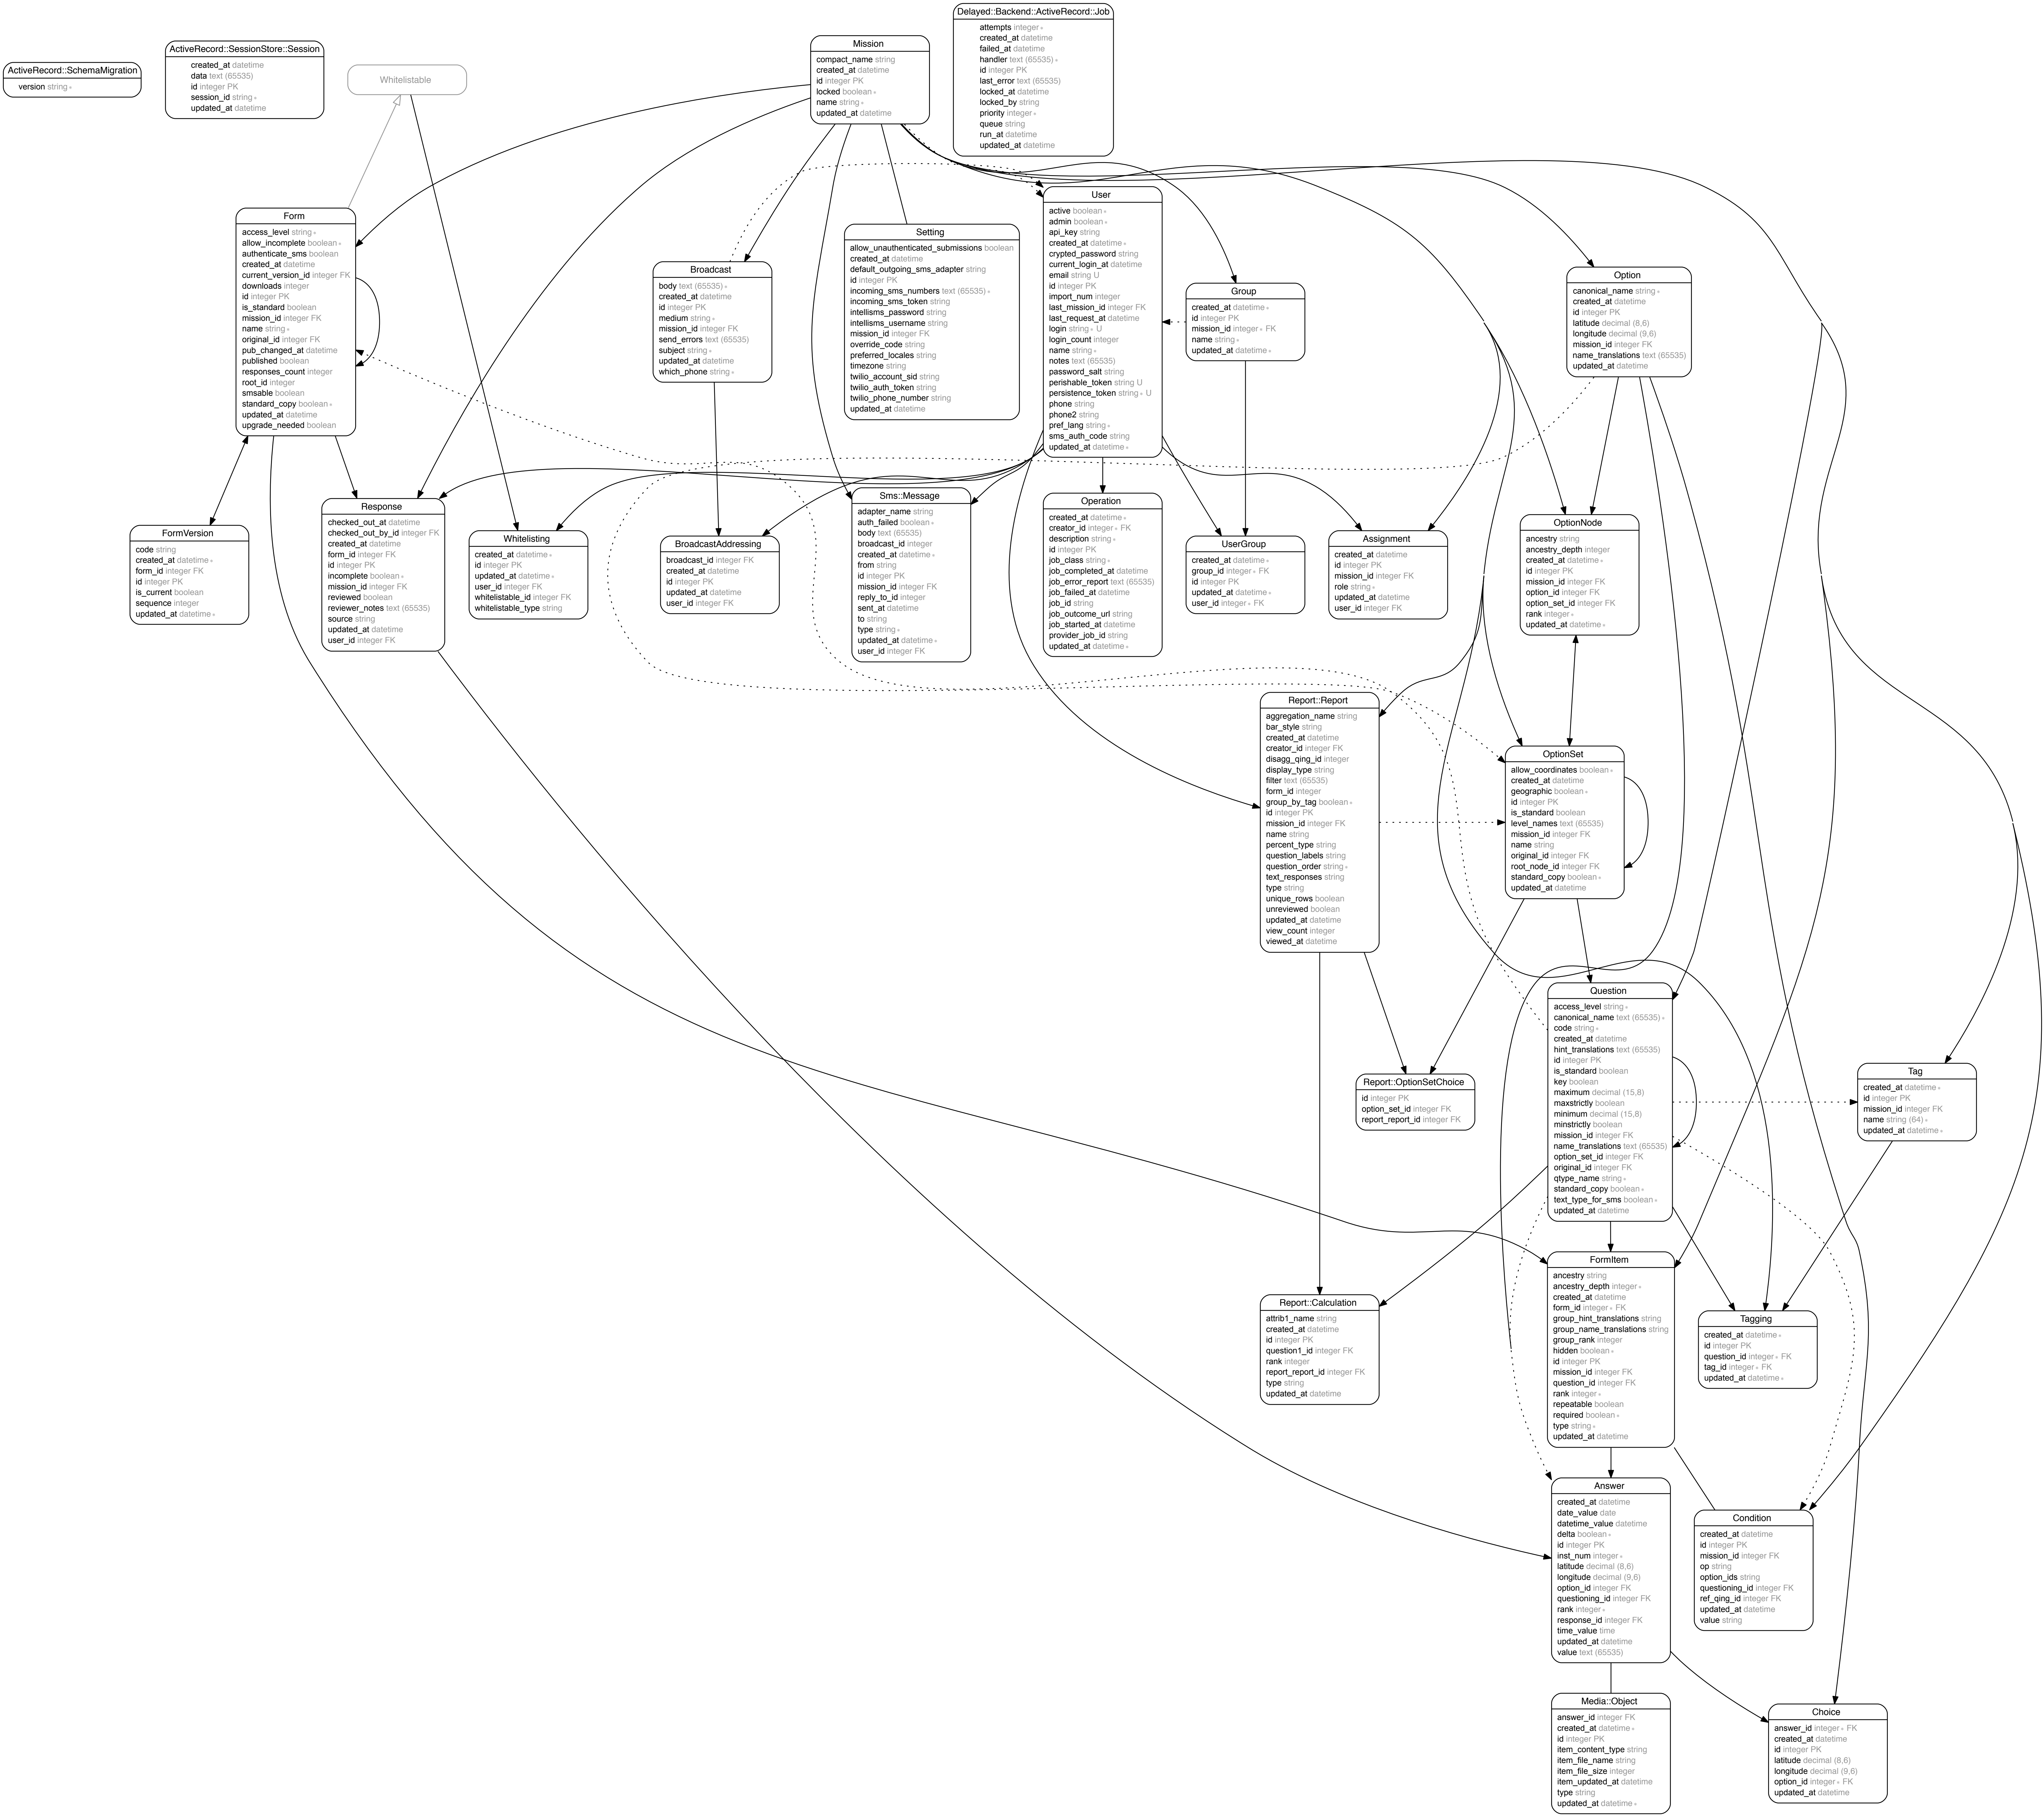 Delayed::Backend::ActiveRecord::Job
attempts integer *
created_at datetime
failed_at datetime
handler text (65535) *
id integer PK
last_error text (65535)
locked_at datetime
locked_by string
priority integer *
queue string
run_at datetime
updated_at datetime
Mission
compact_name string
created_at datetime
id integer PK
locked boolean *
name string *
updated_at datetime
ActiveRecord::SessionStore::Session
created_at datetime
data text (65535)
id integer PK
session_id string *
updated_at datetime
ActiveRecord::SchemaMigration
version string *
Whitelistable
User
active boolean *
admin boolean *
api_key string
created_at datetime *
crypted_password string
current_login_at datetime
email string U
id integer PK
import_num integer
last_mission_id integer FK
last_request_at datetime
login string * U
login_count integer
name string *
notes text (65535)
password_salt string
perishable_token string U
persistence_token string * U
phone string
phone2 string
pref_lang string *
sms_auth_code string
updated_at datetime *
Form
access_level string *
allow_incomplete boolean *
authenticate_sms boolean
created_at datetime
current_version_id integer FK
downloads integer
id integer PK
is_standard boolean
mission_id integer FK
name string *
original_id integer FK
pub_changed_at datetime
published boolean
responses_count integer
root_id integer
smsable boolean
standard_copy boolean *
updated_at datetime
upgrade_needed boolean
Setting
allow_unauthenticated_submissions boolean
created_at datetime
default_outgoing_sms_adapter string
id integer PK
incoming_sms_numbers text (65535) *
incoming_sms_token string
intellisms_password string
intellisms_username string
mission_id integer FK
override_code string
preferred_locales string
timezone string
twilio_account_sid string
twilio_auth_token string
twilio_phone_number string
updated_at datetime
Broadcast
body text (65535) *
created_at datetime
id integer PK
medium string *
mission_id integer FK
send_errors text (65535)
subject string *
updated_at datetime
which_phone string *
Group
created_at datetime *
id integer PK
mission_id integer * FK
name string *
updated_at datetime *
Option
canonical_name string *
created_at datetime
id integer PK
latitude decimal (8,6)
longitude decimal (9,6)
mission_id integer FK
name_translations text (65535)
updated_at datetime
FormVersion
code string
created_at datetime *
form_id integer FK
id integer PK
is_current boolean
sequence integer
updated_at datetime *
Response
checked_out_at datetime
checked_out_by_id integer FK
created_at datetime
form_id integer FK
id integer PK
incomplete boolean *
mission_id integer FK
reviewed boolean
reviewer_notes text (65535)
source string
updated_at datetime
user_id integer FK
Whitelisting
created_at datetime *
id integer PK
updated_at datetime *
user_id integer FK
whitelistable_id integer FK
whitelistable_type string
BroadcastAddressing
broadcast_id integer FK
created_at datetime
id integer PK
updated_at datetime
user_id integer FK
Sms::Message
adapter_name string
auth_failed boolean *
body text (65535)
broadcast_id integer
created_at datetime *
from string
id integer PK
mission_id integer FK
reply_to_id integer
sent_at datetime
to string
type string *
updated_at datetime *
user_id integer FK
Operation
created_at datetime *
creator_id integer * FK
description string *
id integer PK
job_class string *
job_completed_at datetime
job_error_report text (65535)
job_failed_at datetime
job_id string
job_outcome_url string
job_started_at datetime
provider_job_id string
updated_at datetime *
UserGroup
created_at datetime *
group_id integer * FK
id integer PK
updated_at datetime *
user_id integer * FK
Assignment
created_at datetime
id integer PK
mission_id integer FK
role string *
updated_at datetime
user_id integer FK
OptionNode
ancestry string
ancestry_depth integer
created_at datetime *
id integer PK
mission_id integer FK
option_id integer FK
option_set_id integer FK
rank integer *
updated_at datetime *
Report::Report
aggregation_name string
bar_style string
created_at datetime
creator_id integer FK
disagg_qing_id integer
display_type string
filter text (65535)
form_id integer
group_by_tag boolean *
id integer PK
mission_id integer FK
name string
percent_type string
question_labels string
question_order string *
text_responses string
type string
unique_rows boolean
unreviewed boolean
updated_at datetime
view_count integer
viewed_at datetime
OptionSet
allow_coordinates boolean *
created_at datetime
geographic boolean *
id integer PK
is_standard boolean
level_names text (65535)
mission_id integer FK
name string
original_id integer FK
root_node_id integer FK
standard_copy boolean *
updated_at datetime
Question
access_level string *
canonical_name text (65535) *
code string *
created_at datetime
hint_translations text (65535)
id integer PK
is_standard boolean
key boolean
maximum decimal (15,8)
maxstrictly boolean
minimum decimal (15,8)
minstrictly boolean
mission_id integer FK
name_translations text (65535)
option_set_id integer FK
original_id integer FK
qtype_name string *
standard_copy boolean *
text_type_for_sms boolean *
updated_at datetime
Report::OptionSetChoice
id integer PK
option_set_id integer FK
report_report_id integer FK
Tag
created_at datetime *
id integer PK
mission_id integer FK
name string (64) *
updated_at datetime *
Report::Calculation
attrib1_name string
created_at datetime
id integer PK
question1_id integer FK
rank integer
report_report_id integer FK
type string
updated_at datetime
FormItem
ancestry string
ancestry_depth integer *
created_at datetime
form_id integer * FK
group_hint_translations string
group_name_translations string
group_rank integer
hidden boolean *
id integer PK
mission_id integer FK
question_id integer FK
rank integer *
repeatable boolean
required boolean *
type string *
updated_at datetime
Tagging
created_at datetime *
id integer PK
question_id integer * FK
tag_id integer * FK
updated_at datetime *
Answer
created_at datetime
date_value date
datetime_value datetime
delta boolean *
id integer PK
inst_num integer *
latitude decimal (8,6)
longitude decimal (9,6)
option_id integer FK
questioning_id integer FK
rank integer *
response_id integer FK
time_value time
updated_at datetime
value text (65535)
Condition
created_at datetime
id integer PK
mission_id integer FK
op string
option_ids string
questioning_id integer FK
ref_qing_id integer FK
updated_at datetime
value string
Media::Object
answer_id integer FK
created_at datetime *
id integer PK
item_content_type string
item_file_name string
item_file_size integer
item_updated_at datetime
type string
updated_at datetime *
Choice
answer_id integer * FK
created_at datetime
id integer PK
latitude decimal (8,6)
longitude decimal (9,6)
option_id integer * FK
updated_at datetime